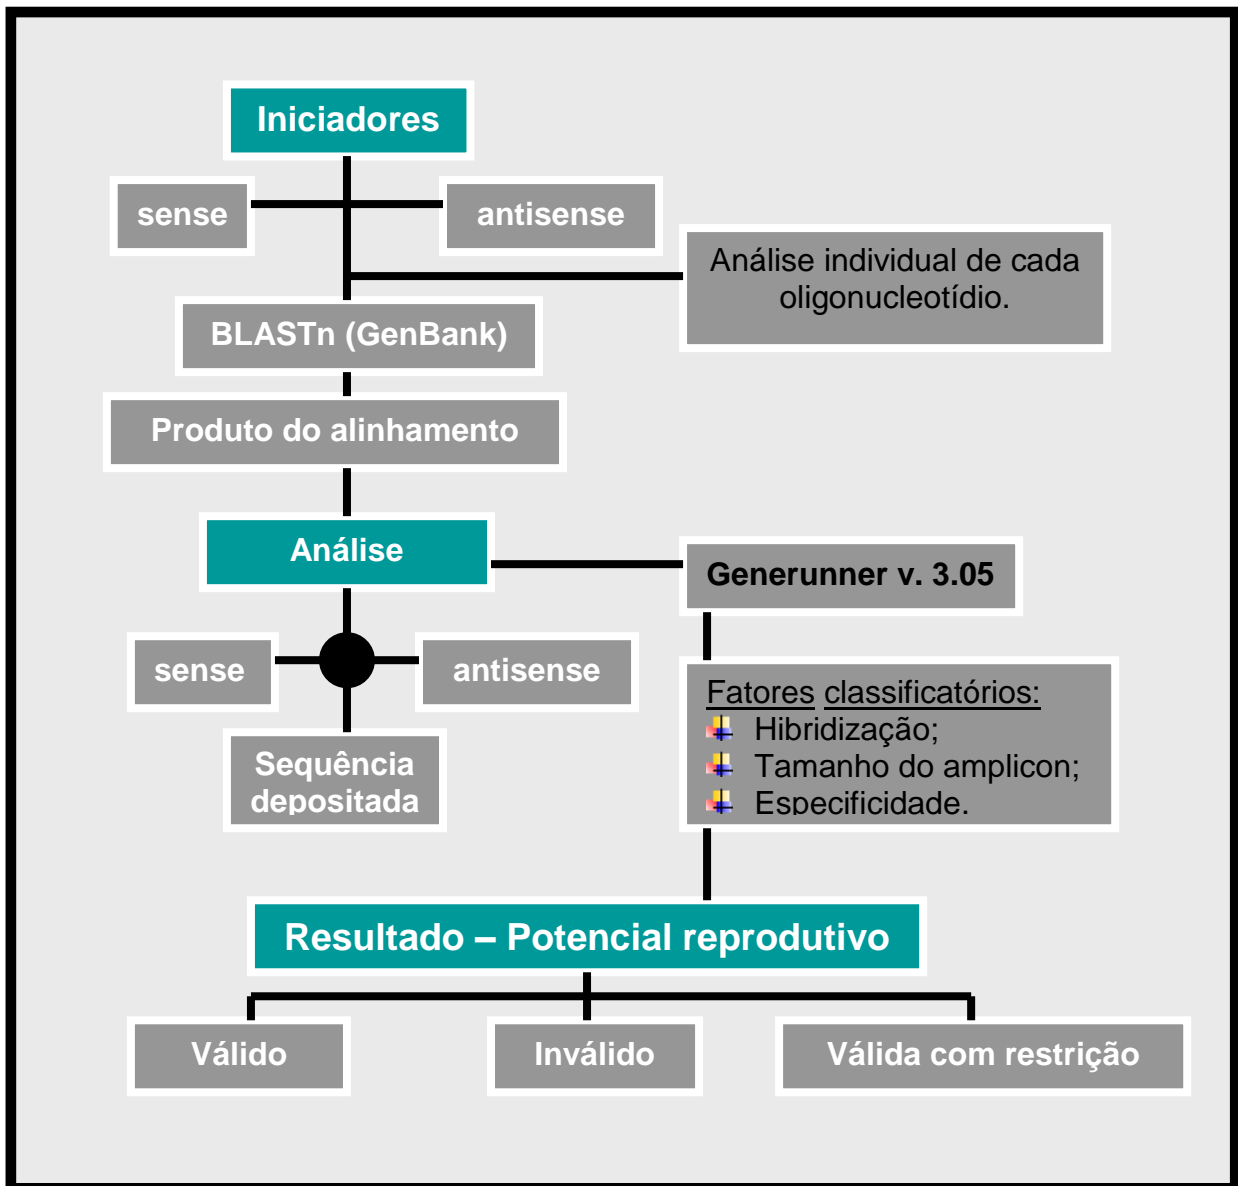 Iniciadores
sense
antisense
Análise individual de cada
oligonucleotídio.
BLASTn (GenBank)
Produto do alinhamento
Análise
Generunner v. 3.05
sense
antisense
Fatores classificatórios:
Hibridização;
Tamanho do amplicon;
Especificidade.
Sequência
depositada
Resultado – Potencial reprodutivo
Válido
Inválido
Válida com restrição